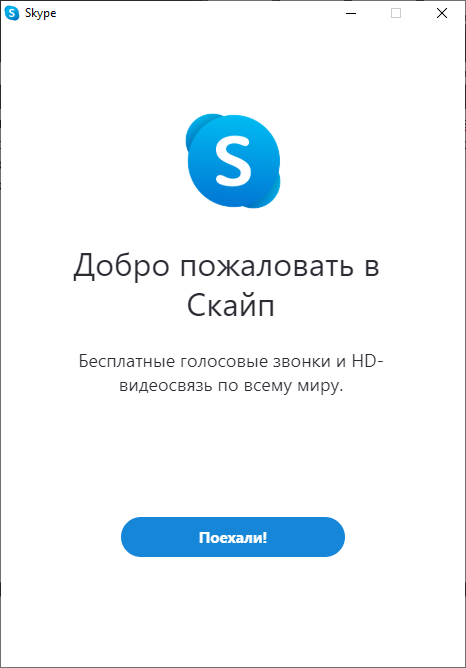 Skype
S
Добро пожаловать в
Скайп
Бесплатные голосовые звонки и HD-
видеосвязь по всему миру.
Поехали!